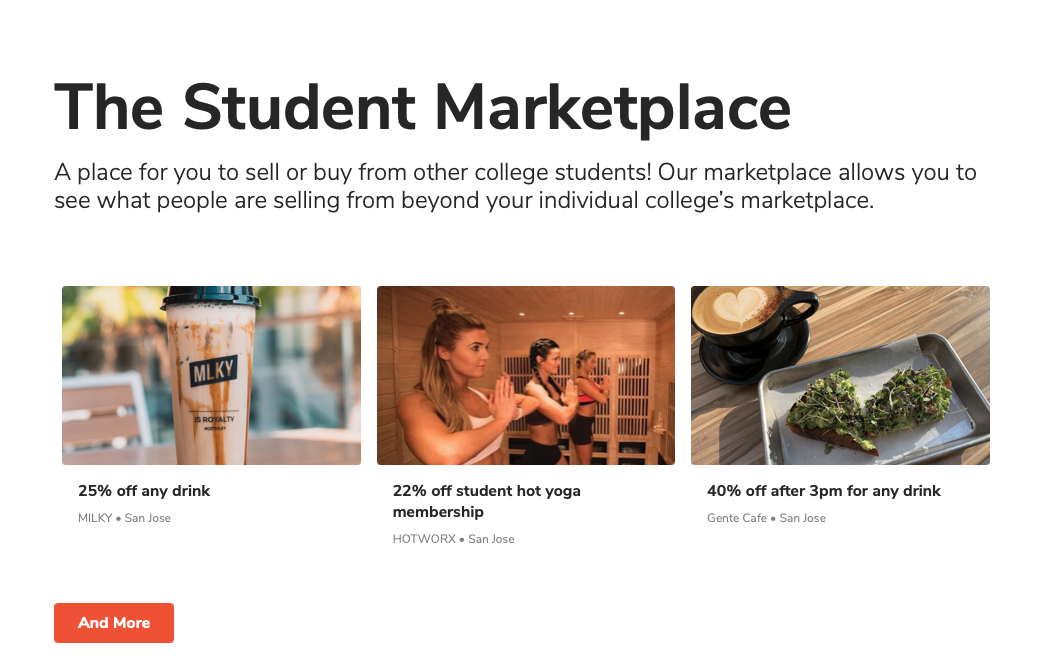 The Student Marketplace
A place for you to sell or buy from other college students! Our marketplace allows you to
see what people are selling from beyond your individual college’s marketplace.
MLKY
IS ROYALTY
25% off any drink
MILKY • San Jose
22% off student hot yoga
membership
HOTWORX • San Jose
40% off after 3pm for any drink
Gente Cafe • San Jose
And More